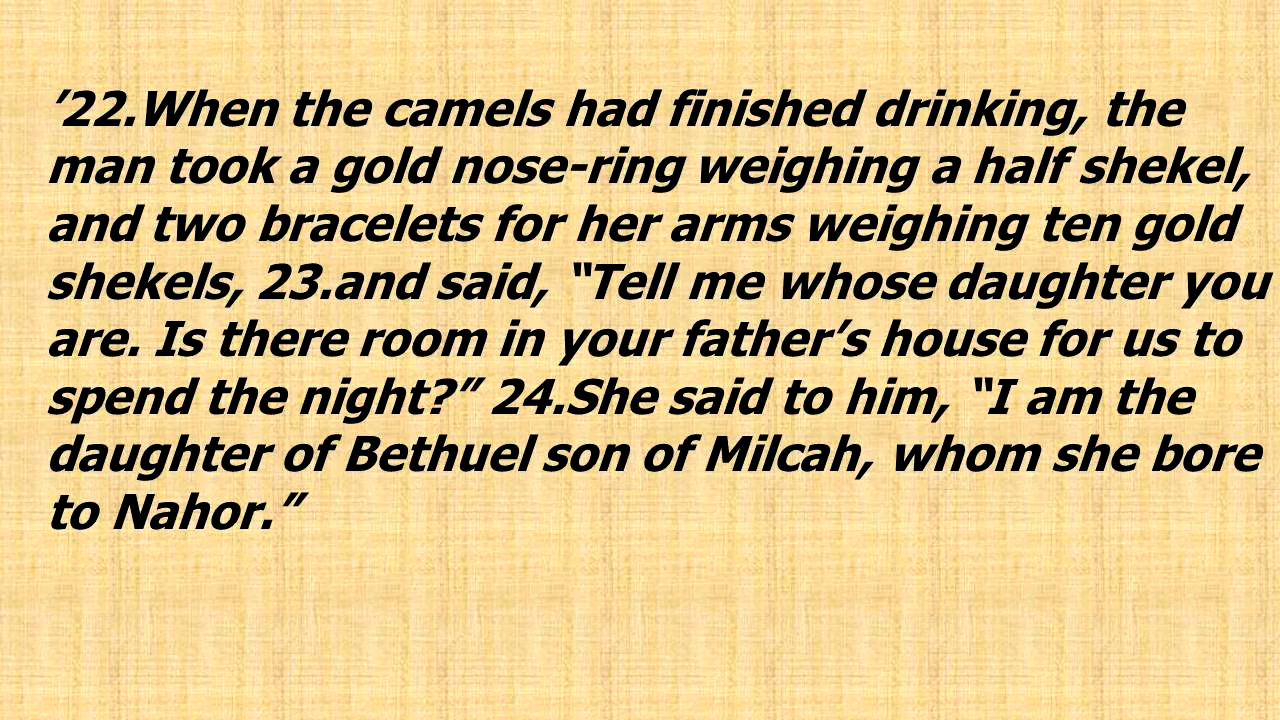 ’22.When the camels had finished drinking, the
man took a gold nose-ring weighing a half shekel,
and two bracelets for her arms weighing ten gold
shekels, 23.and said, “Tell me whose daughter you
are. Is there room in your father’s house for us to
spend the night?” 24.She said to him, “I am the
daughter of Bethuel son of Milcah, whom she bore
to Nahor.”